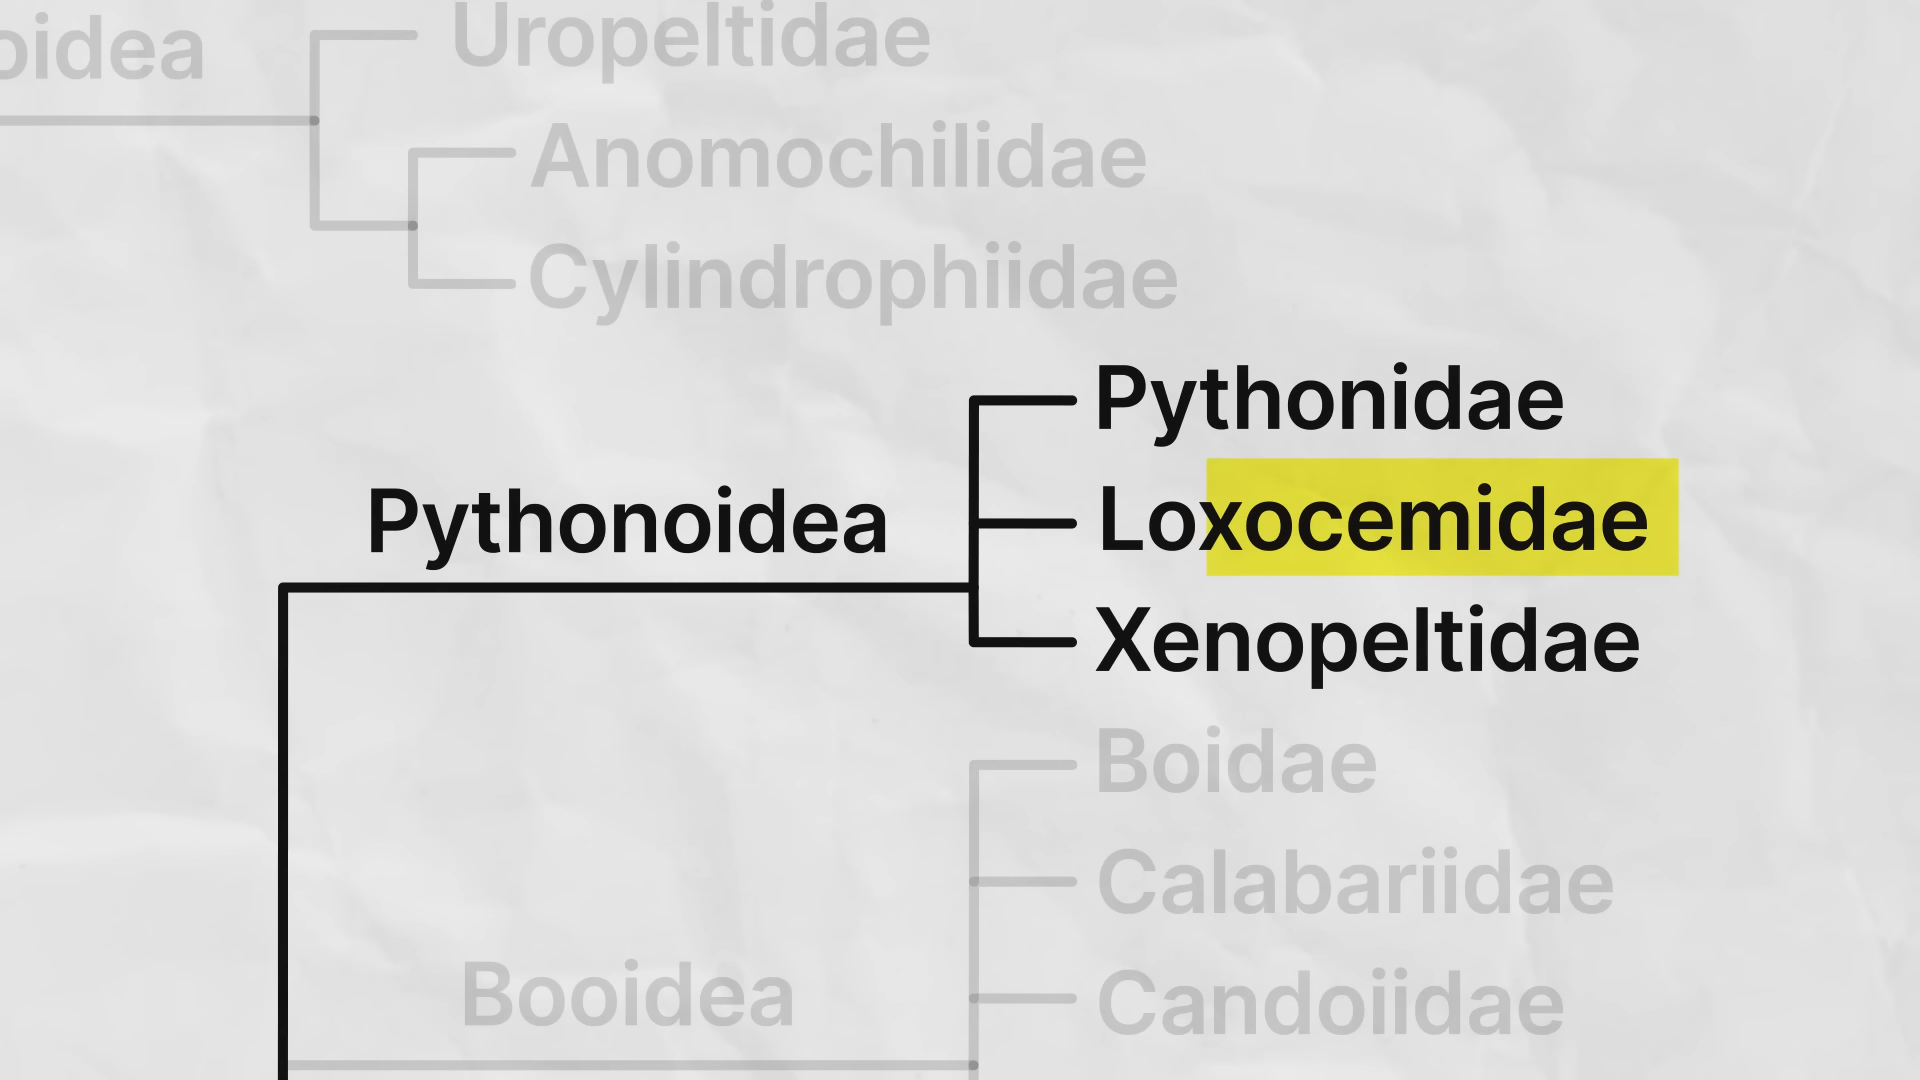 oidea
Uropeltidae
Anomochilidae
Cylindrophiidae
Pythonidae
Pythonoidea
Loxocemidae
Xenopeltidae
Boidae
Calabariidae
Booidea
Candoiidae